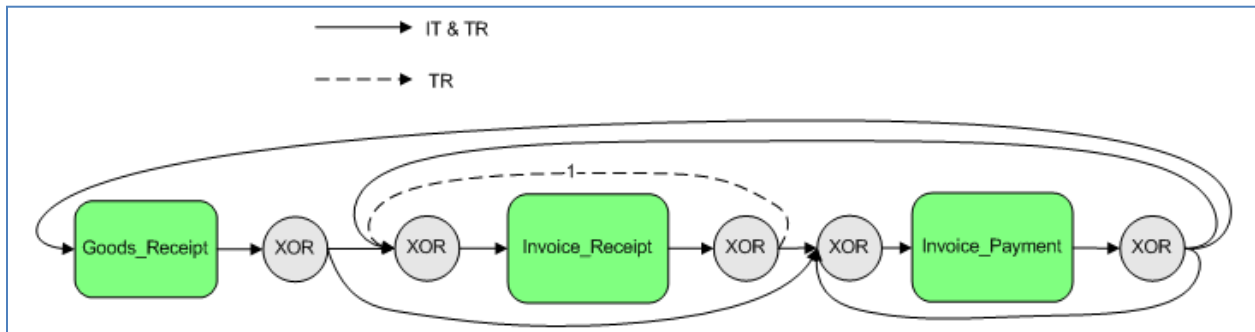 IT & TR
TR
1
Goods_Receipt
XOR
XOR
Invoice_Receipt
XOR
XOR
Invoice_Payment
XOR